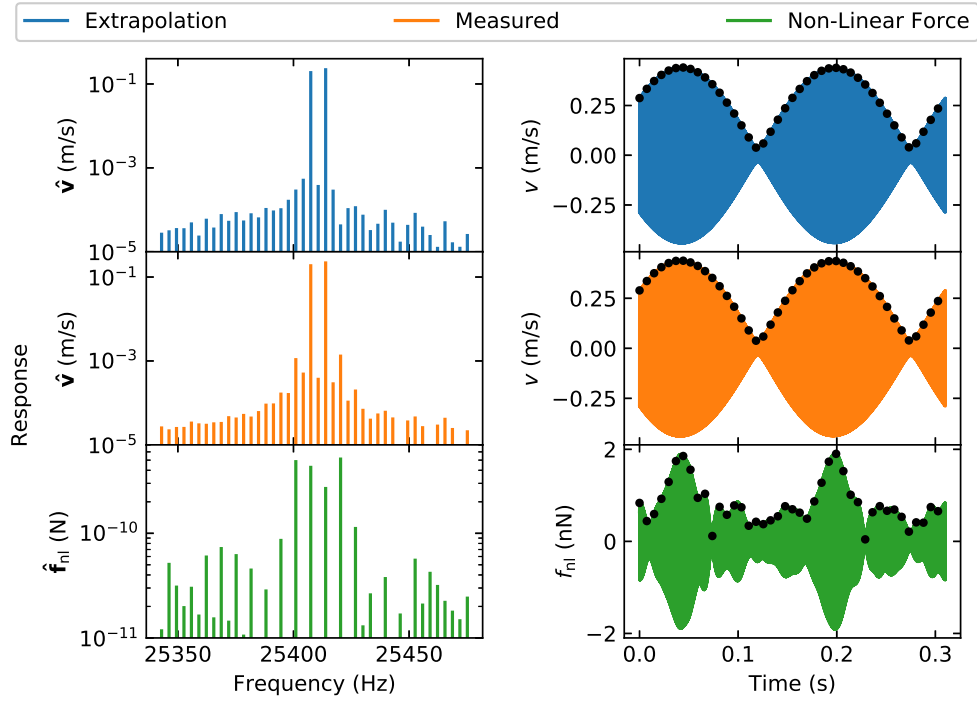 Extrapolation Measured Non-Linear Force
10⁻¹
10⁻³
10⁻⁵
v̂ (m/s)
0.25
0.00
−0.25
v (m/s)
10⁻¹
10⁻³
10⁻⁵
v̂ (m/s)
0.25
0.00
−0.25
v (m/s)
Response
10⁻¹⁰
10⁻¹¹
f̂nl (N)
25350 25400 25450
Frequency (Hz)
2
0
−2
fnl (nN)
0.0 0.1 0.2 0.3
Time (s)